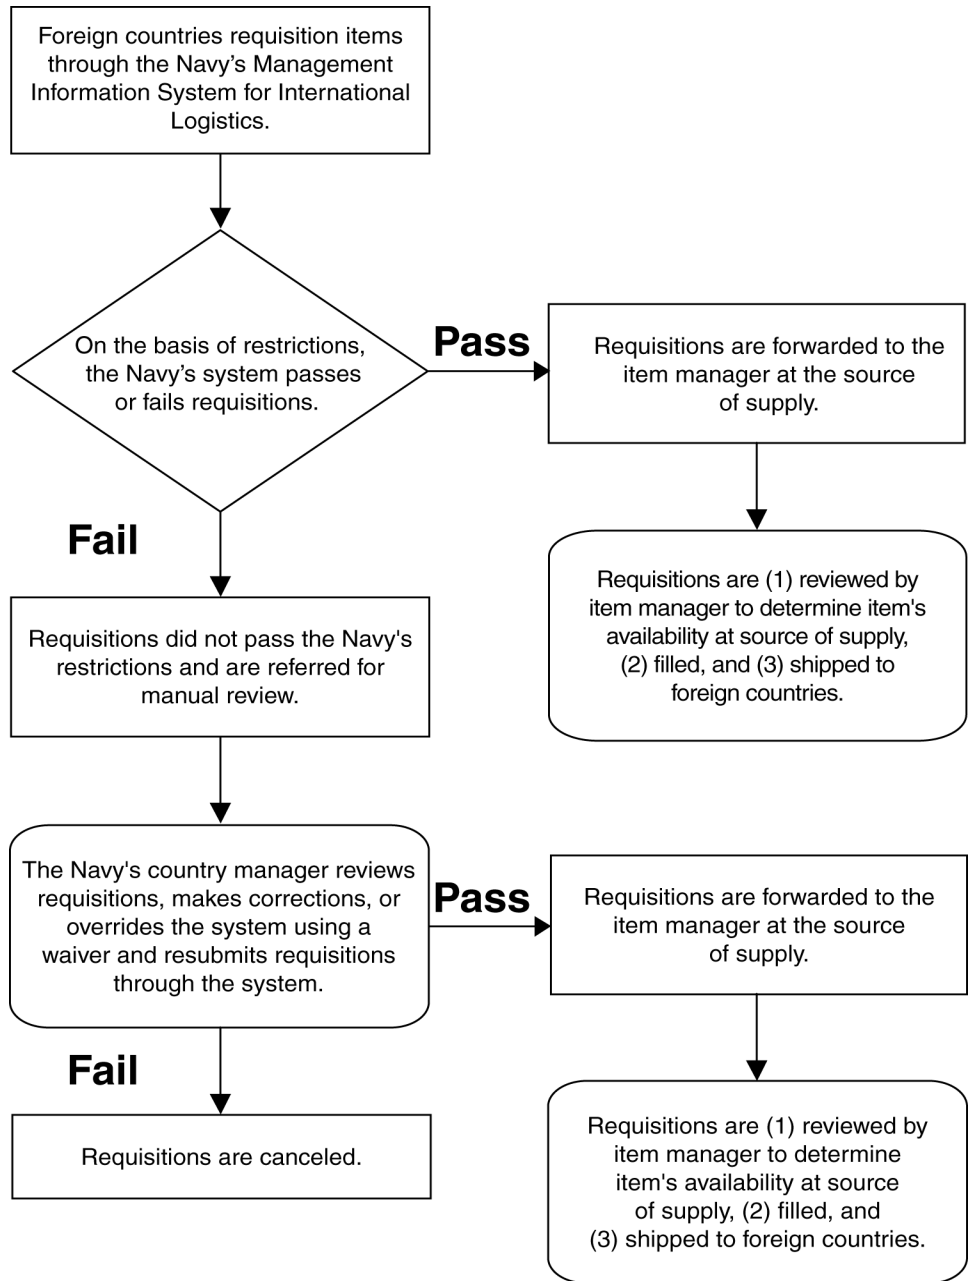 Foreign countries requisition items
through the Navy’s Management
Information System for International
Logistics.
On the basis of restrictions,
the Navy’s system passes
or fails requisitions.
Pass
Requisitions are forwarded to the
item manager at the source
of supply.
Fail
Requisitions are (1) reviewed by
item manager to determine item's
availability at source of supply,
(2) filled, and (3) shipped to
foreign countries.
Requisitions did not pass the Navy's
restrictions and are referred for
manual review.
The Navy's country manager reviews
requisitions, makes corrections, or
overrides the system using a
waiver and resubmits requisitions
through the system.
Pass
Requisitions are forwarded to the
item manager at the source
of supply.
Fail
Requisitions are canceled.
Requisitions are (1) reviewed by
item manager to determine
item's availability at source
of supply, (2) filled, and
(3) shipped to foreign countries.